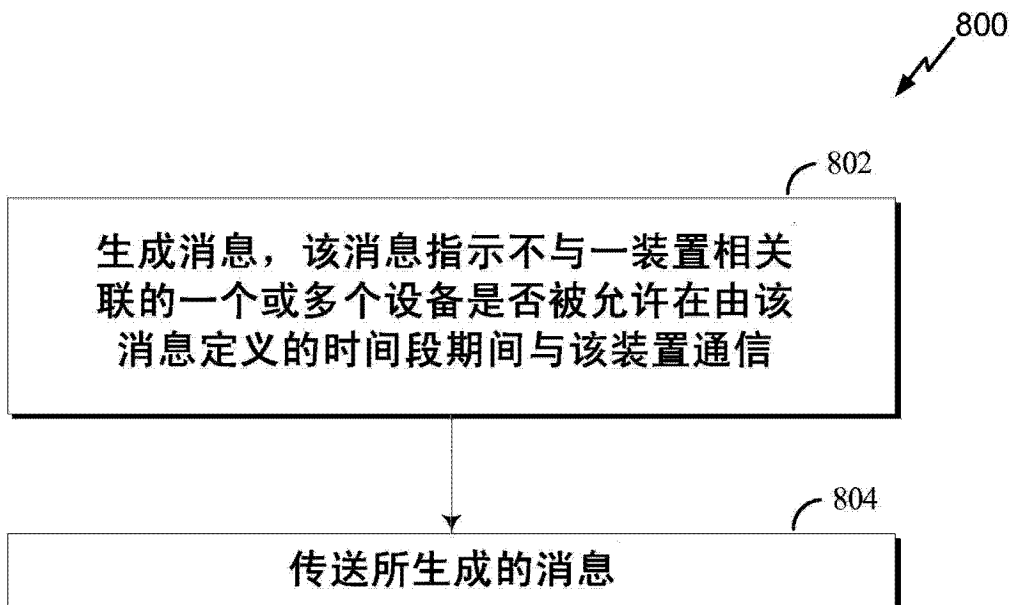 800
802
生成消息，该消息指示不与一装置相关
联的一个或多个设备是否被允许在由该
消息定义的时间段期间与该装置通信
804
传送所生成的消息